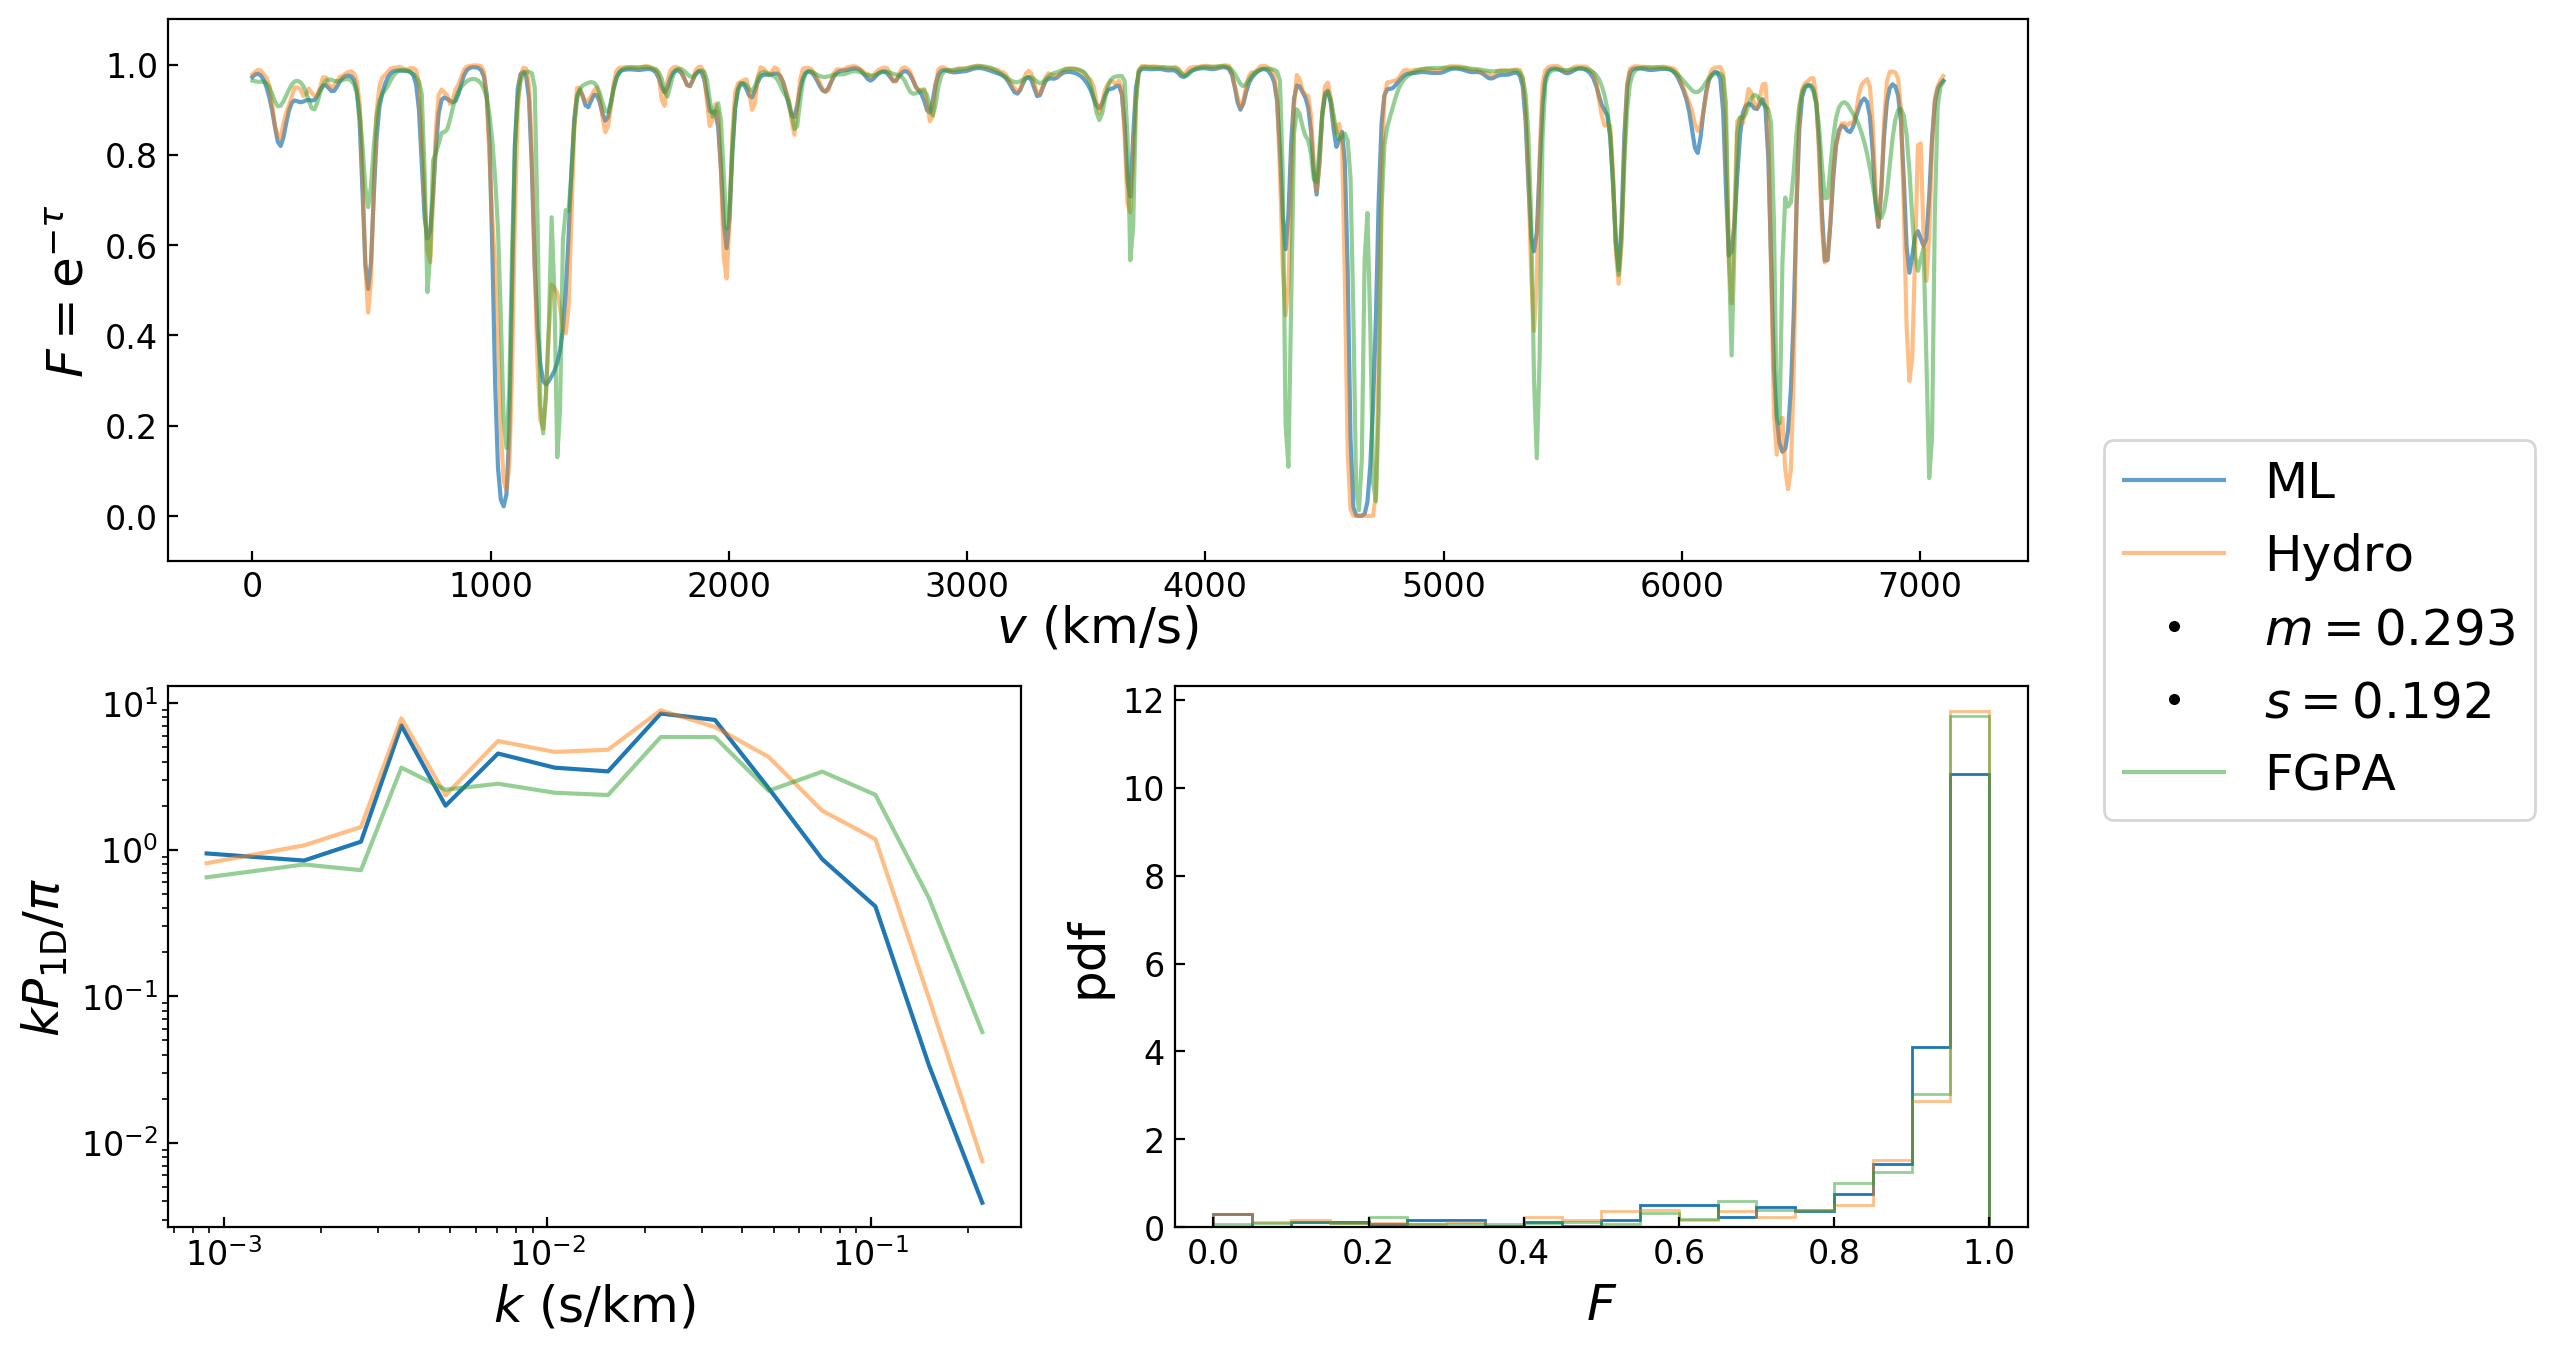 1.0
0.8
0.6
0.4
0.2
0.0
F = e^{−τ}
0 1000 2000 3000 4000 5000 6000 7000
v (km/s)
ML
Hydro
m = 0.293
s = 0.192
FGPA
10^1
10^0
10^{−1}
10^{−2}
kP_{1D}/π
10^{−3} 10^{−2} 10^{−1}
k (s/km)
12
10
8
6
4
2
0
pdf
0.0 0.2 0.4 0.6 0.8 1.0
F